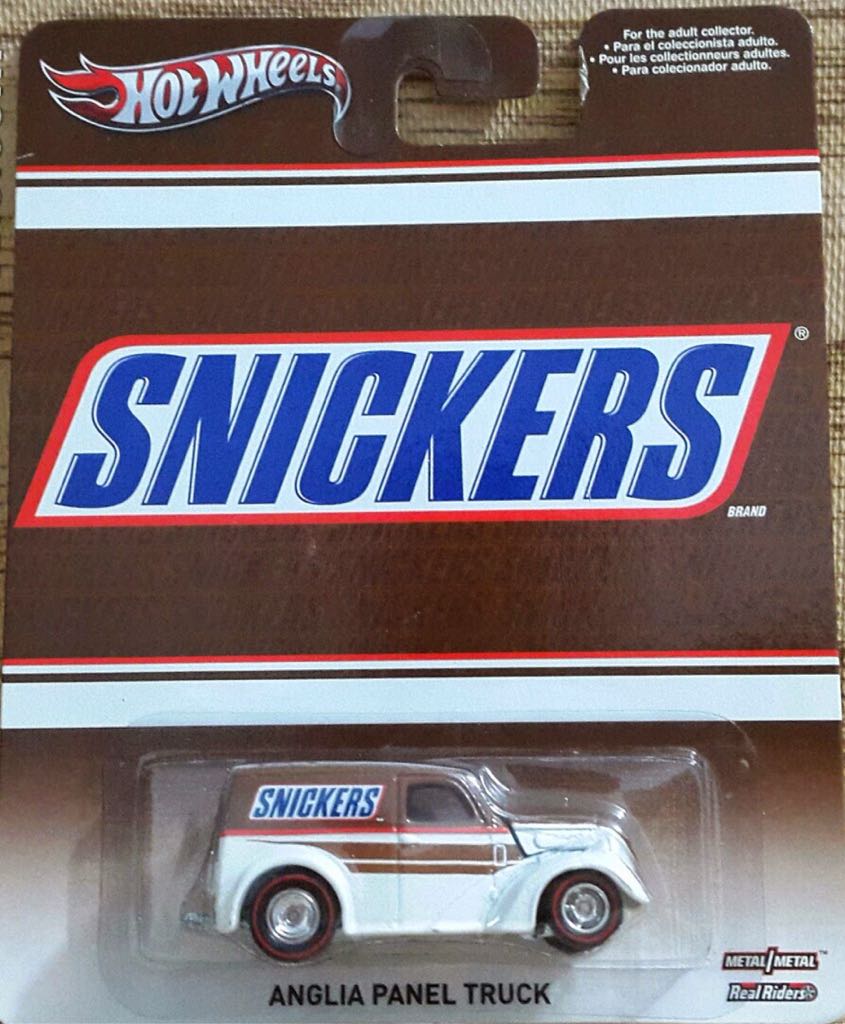 HOT WHEELS
For the adult collector.
• Para el coleccionista adulto.
• Pour les collectionneurs adultes.
• Para colecionador adulto.
SNICKERS®
BRAND
SNICKERS
ANGLIA PANEL TRUCK
METAL/METAL™
Real Riders